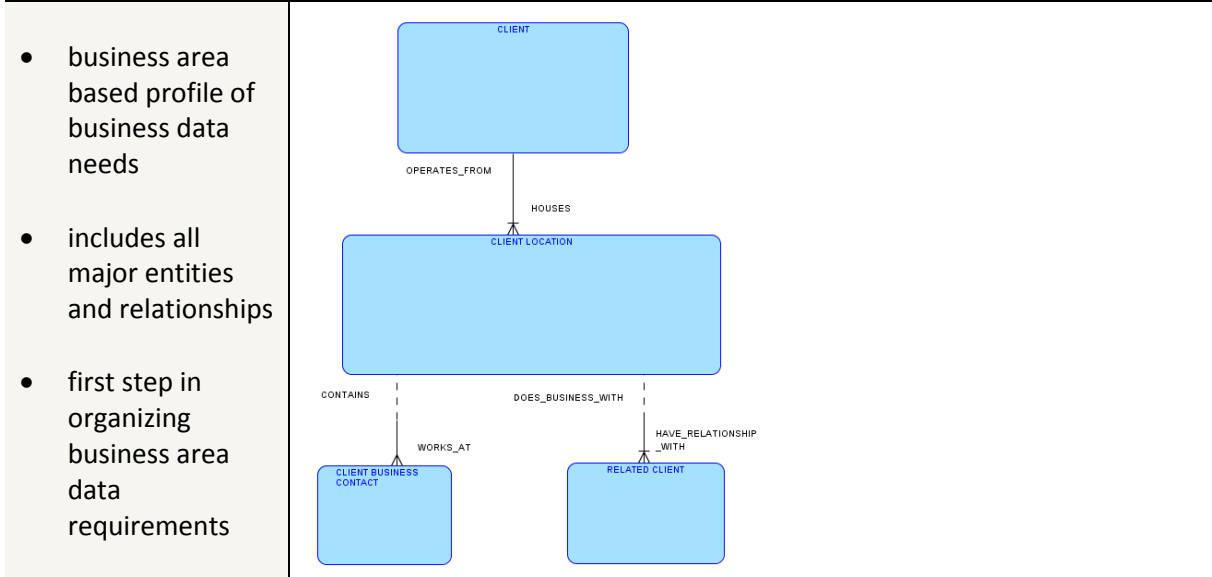 • business area
based profile of
business data
needs
• includes all
major entities
and relationships
• first step in
organizing
business area
data
requirements
CLIENT
OPERATES_FROM
HOUSES
CLIENT LOCATION
CONTAINS
DOES_BUSINESS_WITH
WORKS_AT
HAVE_RELATIONSHIP
_WITH
CLIENT BUSINESS
CONTACT
RELATED CLIENT